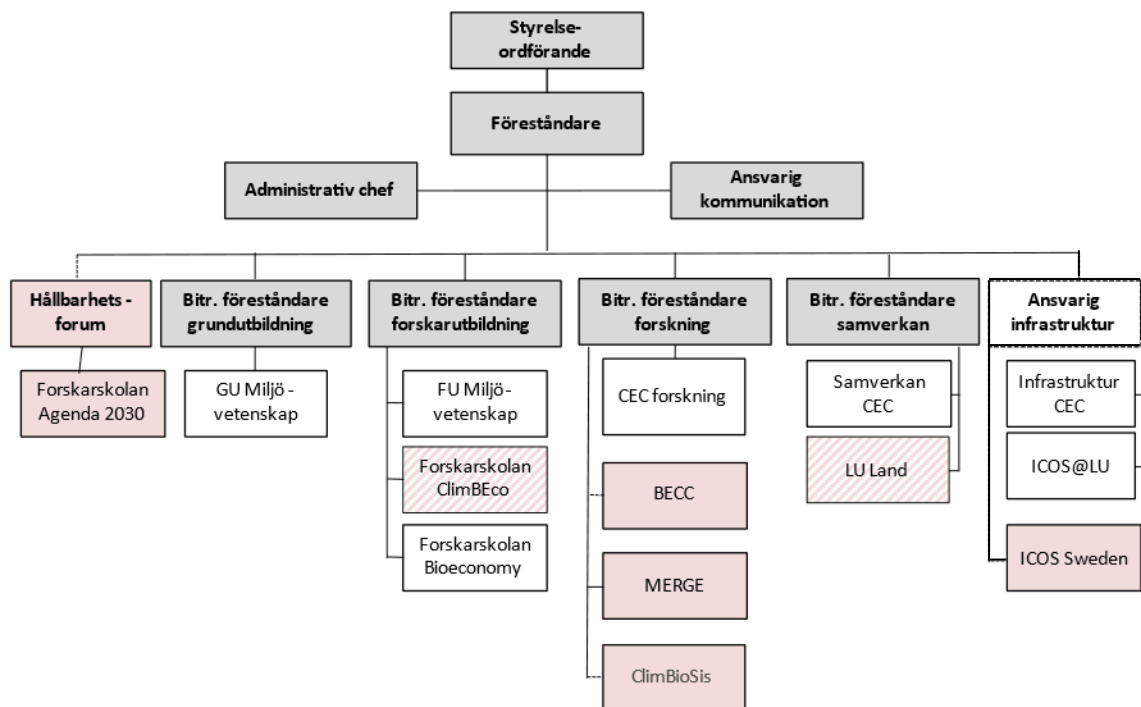 Styrelse-
ordförande
Föreståndare
Administrativ chef
Ansvarig
kommunikation
Hållbarhets -
forum
Bitr. föreståndare
grundutbildning
Bitr. föreståndare
forskarutbildning
Bitr. föreståndare
forskning
Bitr. föreståndare
samverkan
Ansvarig
infrastruktur
Forskarskolan
Agenda 2030
GU Miljö -
vetenskap
FU Miljö -
vetenskap
CEC forskning
Samverkan
CEC
Infrastruktur
CEC
Forskarskolan
ClimBEco
BECC
LU Land
ICOS@LU
Forskarskolan
Bioeconomy
MERGE
ICOS Sweden
ClimBioSis